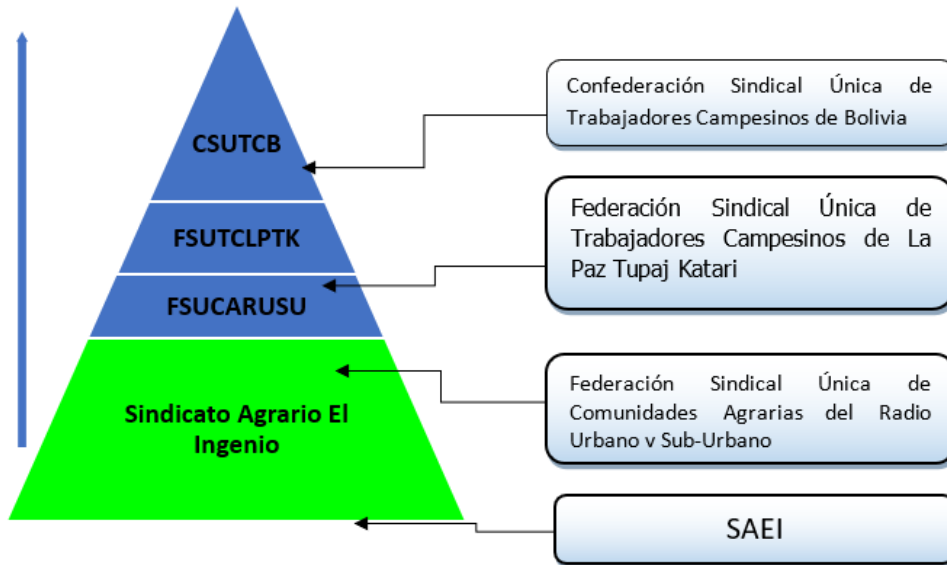 CSUTCB
FSUTCLPTK
FSUCARUSU
Sindicato Agrario El
Ingenio
Confederación Sindical Única de
Trabajadores Campesinos de Bolivia
Federación Sindical Única de
Trabajadores Campesinos de La
Paz Tupaj Katari
Federación Sindical Única de
Comunidades Agrarias del Radio
Urbano v Sub-Urbano
SAEI